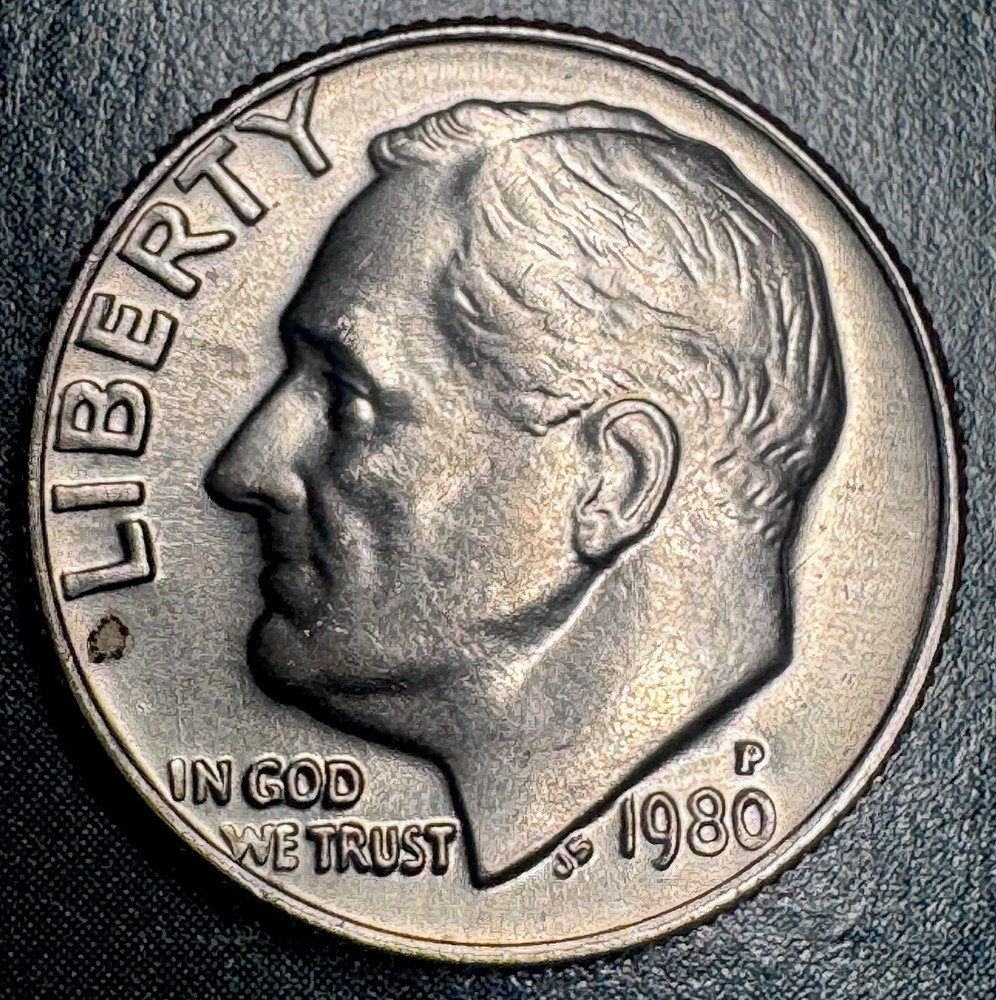 LIBERTY
IN GOD
WE TRUST
JS
P
1980